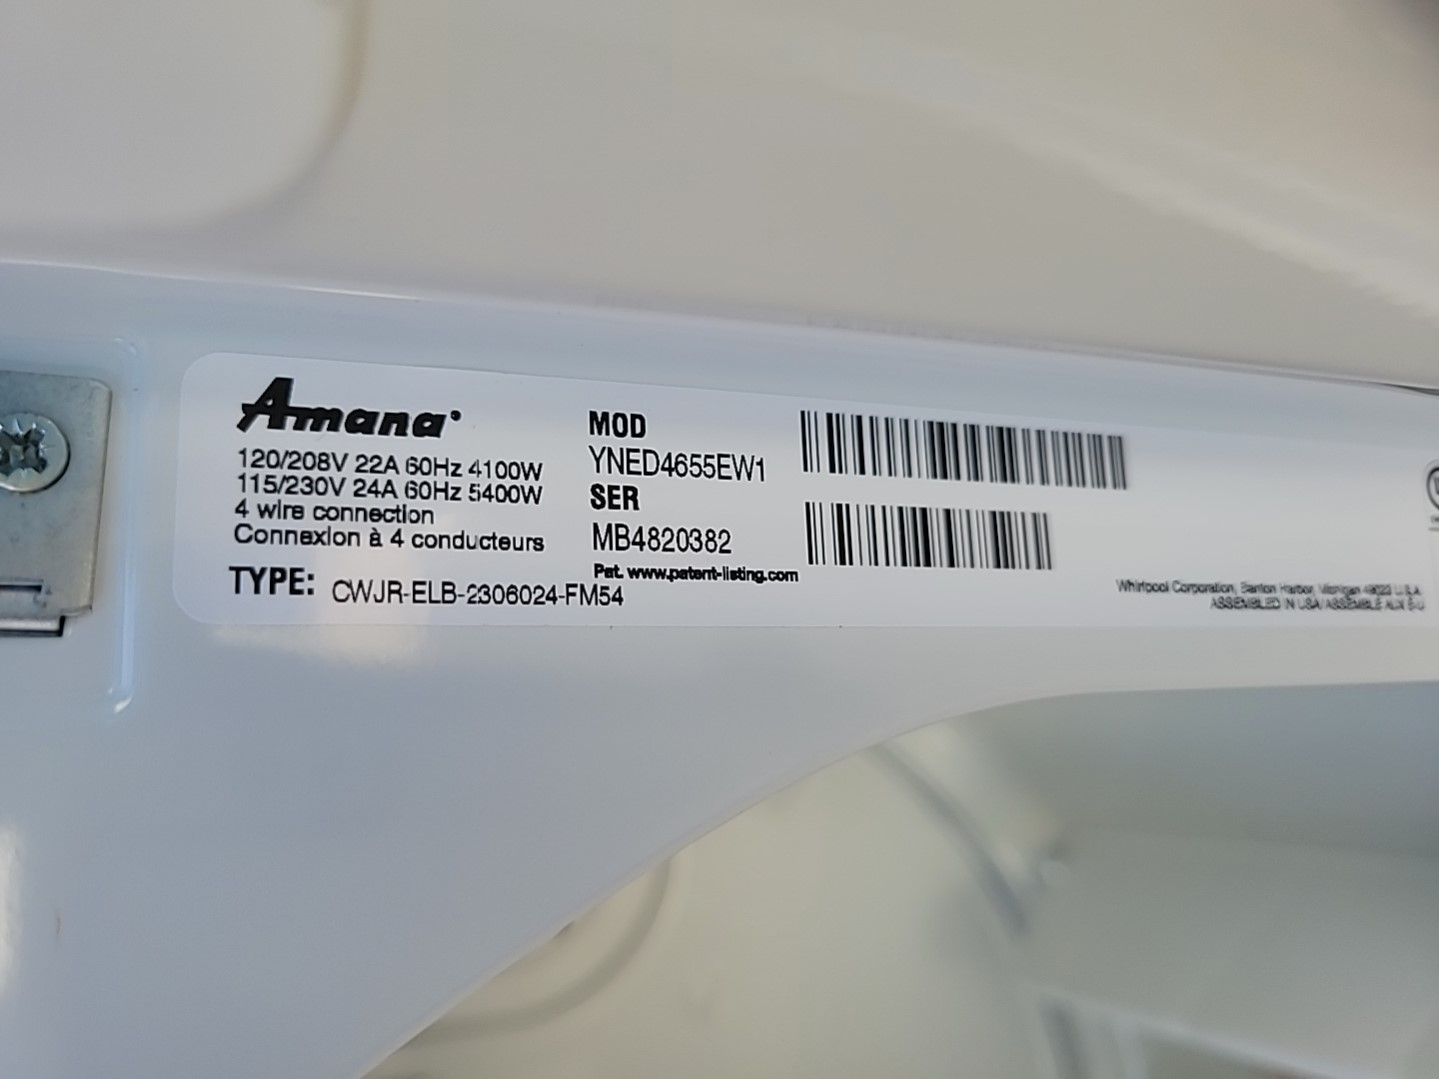 Amana
120/208V 22A 60Hz 4100W
115/230V 24A 60Hz 5400W
4 wire connection
Connexion à 4 conducteurs
TYPE: CWJR-ELB-2306024-FM54
MOD
YNED4655EW1
SER
MB4820382
Pat. www.patent-listing.com
Whirlpool Corporation, Benton Harbor, Michigan 49022 U.S.A.
ASSEMBLED IN USA/ASSEMBLÉ AUX É-U